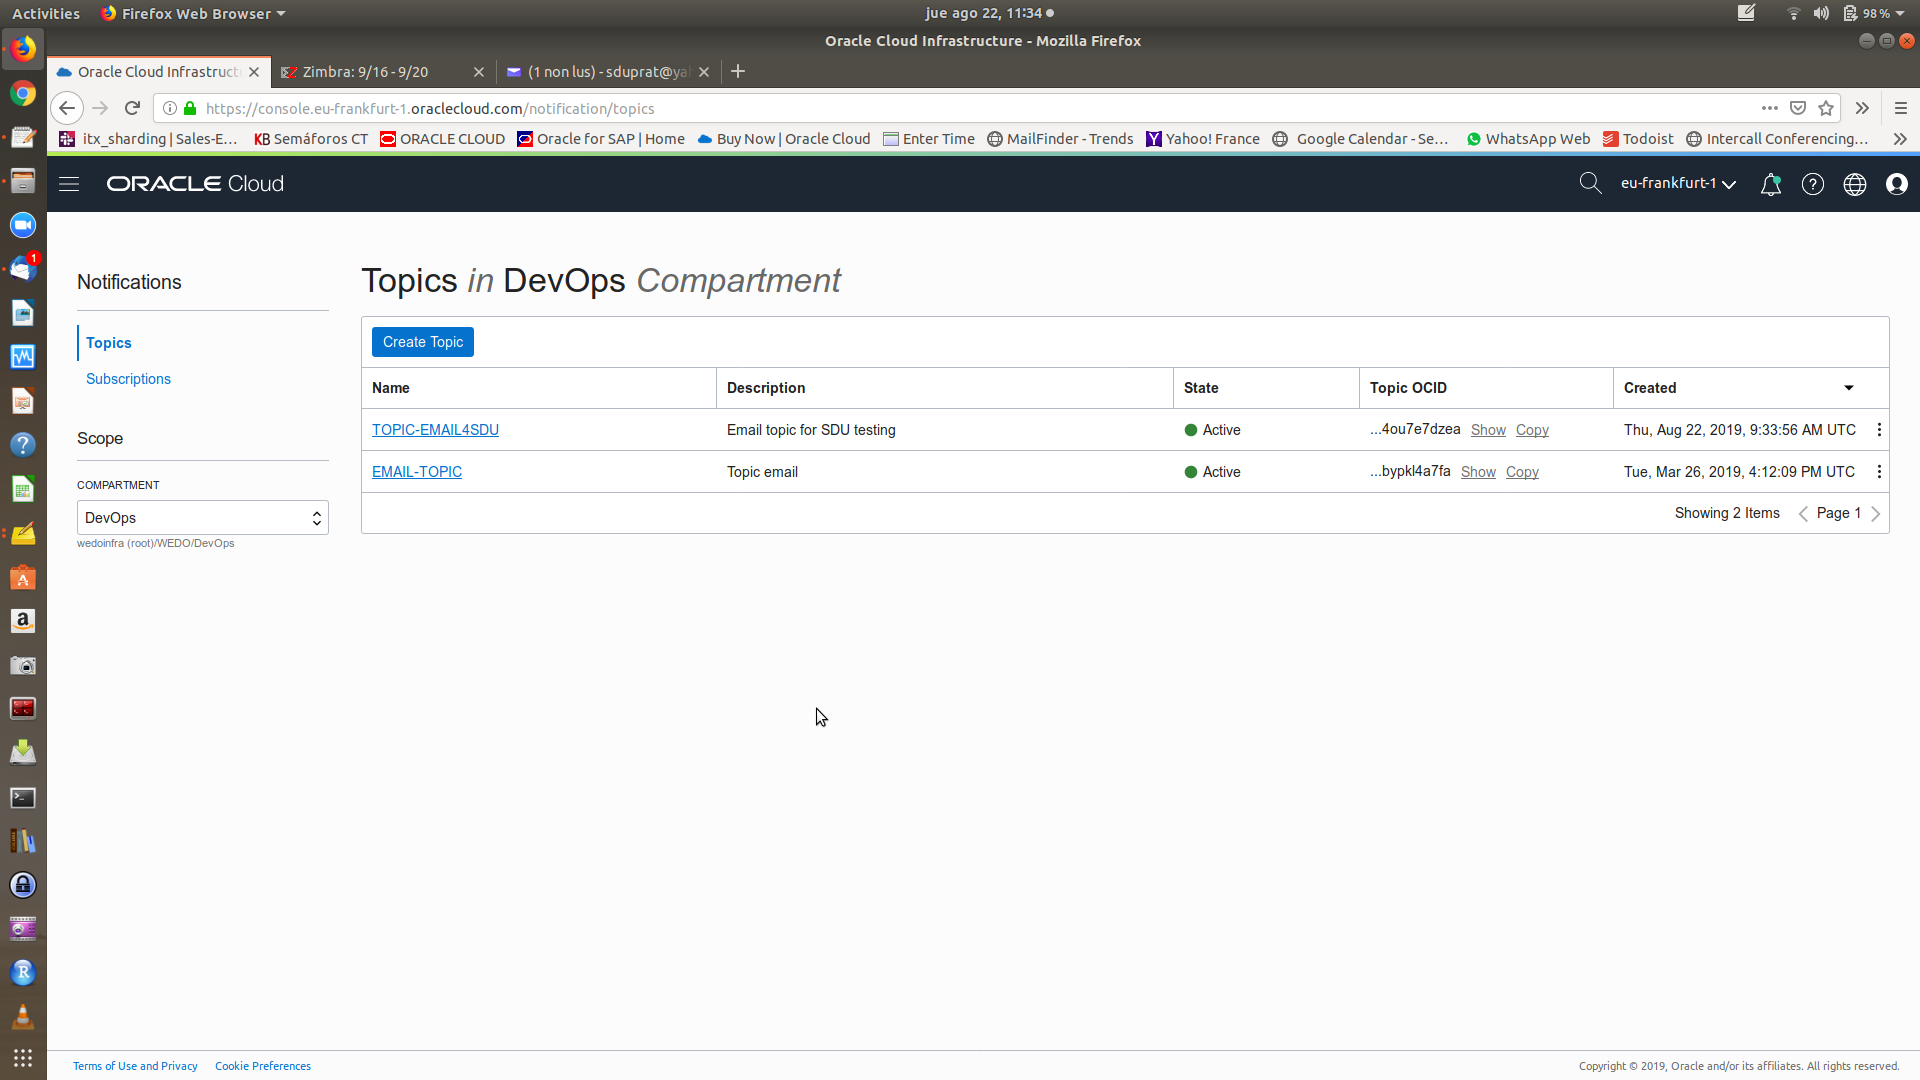 Activities
Firefox Web Browser
jue ago 22, 11:34
98 %
Oracle Cloud Infrastructure - Mozilla Firefox
Oracle Cloud Infrastruct
Zimbra: 9/16 - 9/20
(1 non lus) - sduprat@ya
https://console.eu-frankfurt-1.oraclecloud.com/notification/topics
itx_sharding | Sales-E…
KB Semáforos CT
ORACLE CLOUD
Oracle for SAP | Home
Buy Now | Oracle Cloud
Enter Time
MailFinder - Trends
Yahoo! France
Google Calendar - Se…
WhatsApp Web
Todoist
Intercall Conferencing…
ORACLE Cloud
eu-frankfurt-1
1
Notifications
Topics
Subscriptions
Scope
COMPARTMENT
DevOps
wedoinfra (root)/WEDO/DevOps
Topics in DevOps Compartment
Create Topic
Name Description State Topic OCID Created
TOPIC-EMAIL4SDU Email topic for SDU testing Active ...4ou7e7dzea Show Copy Thu, Aug 22, 2019, 9:33:56 AM UTC
EMAIL-TOPIC Topic email Active ...bypkl4a7fa Show Copy Tue, Mar 26, 2019, 4:12:09 PM UTC
Showing 2 Items Page 1
Terms of Use and Privacy Cookie Preferences
Copyright © 2019, Oracle and/or its affiliates. All rights reserved.